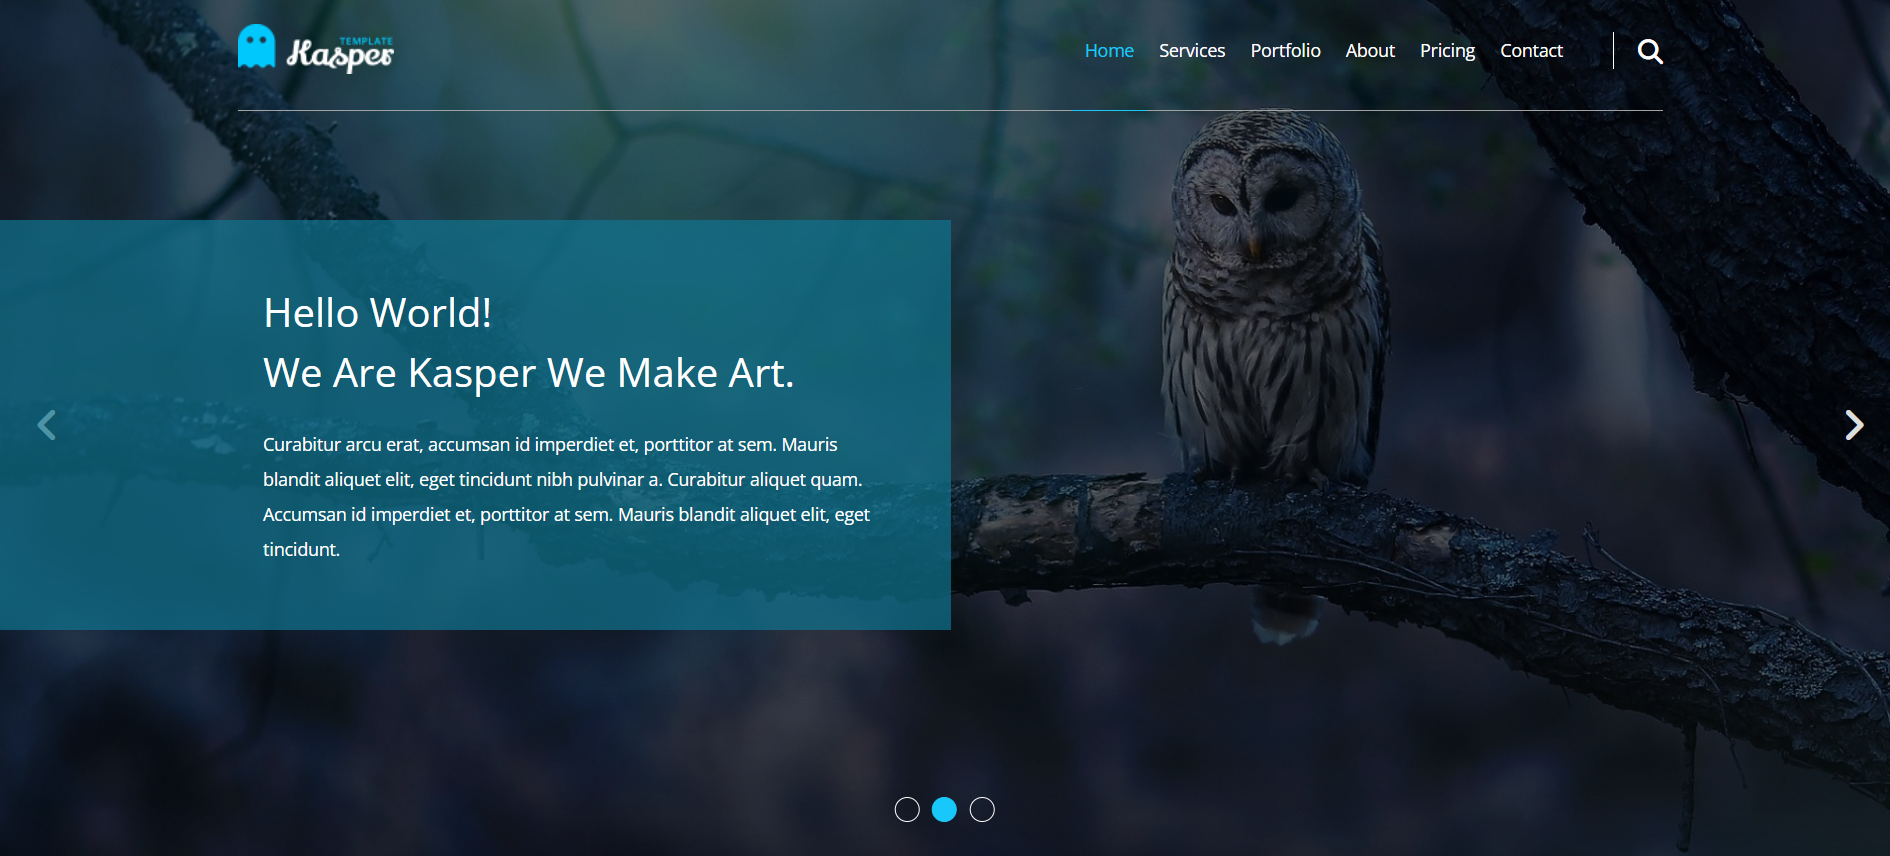 TEMPLATE
Kasper
Home Services Portfolio About Pricing Contact
Hello World!
We Are Kasper We Make Art.
Curabitur arcu erat, accumsan id imperdiet et, porttitor at sem. Mauris
blandit aliquet elit, eget tincidunt nibh pulvinar a. Curabitur aliquet quam.
Accumsan id imperdiet et, porttitor at sem. Mauris blandit aliquet elit, eget
tincidunt.